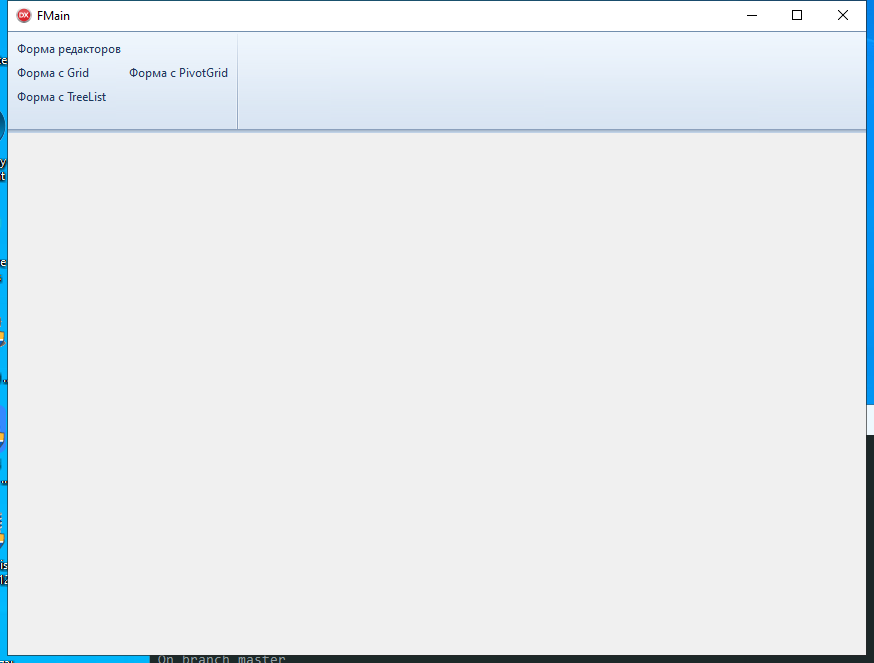 FMain
Форма редакторов
Форма с Grid Форма с PivotGrid
Форма с TreeList
On branch master